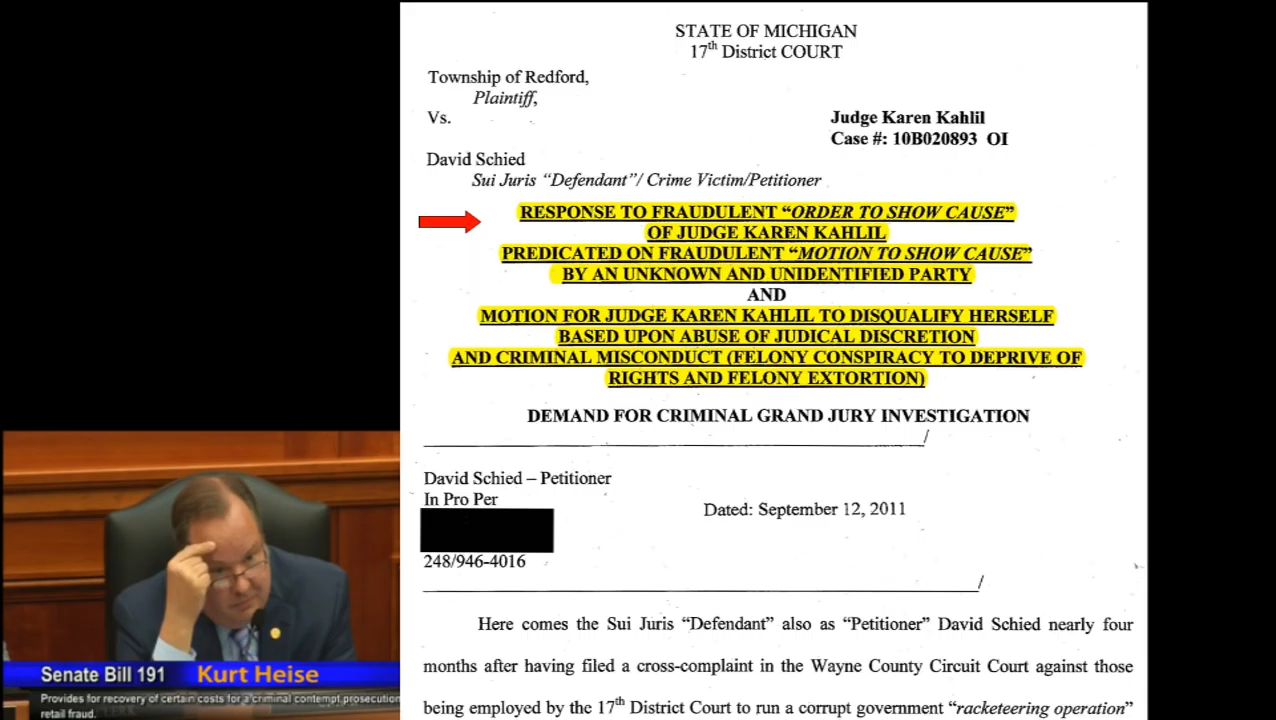 STATE OF MICHIGAN
17th District COURT
Township of Redford,
Plaintiff,
Vs.
Judge Karen Kahlil
Case #: 10B020893 OI
David Schied
Sui Juris “Defendant”/ Crime Victim/Petitioner
RESPONSE TO FRAUDULENT “ORDER TO SHOW CAUSE”
OF JUDGE KAREN KAHLIL
PREDICATED ON FRAUDULENT “MOTION TO SHOW CAUSE”
BY AN UNKNOWN AND UNIDENTIFIED PARTY
AND
MOTION FOR JUDGE KAREN KAHLIL TO DISQUALIFY HERSELF
BASED UPON ABUSE OF JUDICAL DISCRETION
AND CRIMINAL MISCONDUCT (FELONY CONSPIRACY TO DEPRIVE OF
RIGHTS AND FELONY EXTORTION)
DEMAND FOR CRIMINAL GRAND JURY INVESTIGATION
David Schied – Petitioner
In Pro Per
Dated: September 12, 2011
248/946-4016
Here comes the Sui Juris “Defendant” also as “Petitioner” David Schied nearly four
months after having filed a cross-complaint in the Wayne County Circuit Court against those
being employed by the 17th District Court to run a corrupt government “racketeering operation”
Senate Bill 191 Kurt Heise
Provides for recovery of certain costs for a criminal contempt prosecution
retail fraud.